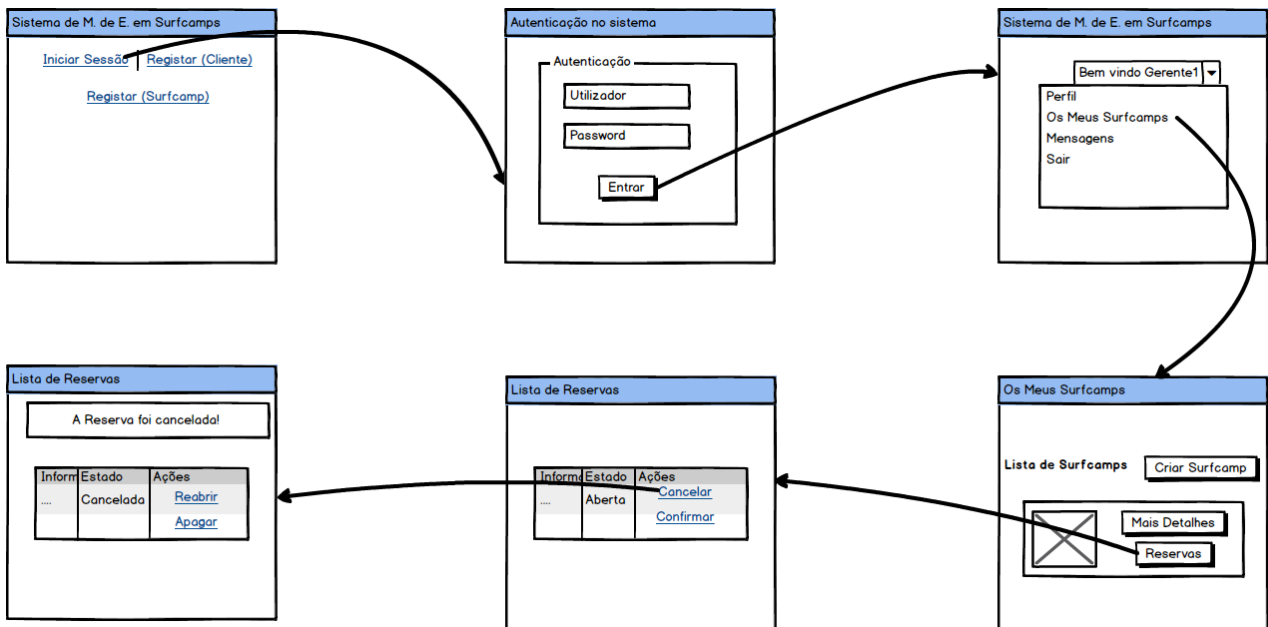 Sistema de M. de E. em Surfcamps
Iniciar Sessão | Registar (Cliente)
Registar (Surfcamp)
Autenticação no sistema
Autenticação
Utilizador
Password
Entrar
Sistema de M. de E. em Surfcamps
Bem vindo Gerente1
Perfil
Os Meus Surfcamps
Mensagens
Sair
Lista de Reservas
A Reserva foi cancelada!
Inform Estado Ações
.... Cancelada Reabrir
Apagar
Lista de Reservas
Informa Estado Ações
.... Aberta Cancelar
Confirmar
Os Meus Surfcamps
Lista de Surfcamps Criar Surfcamp
Mais Detalhes
Reservas